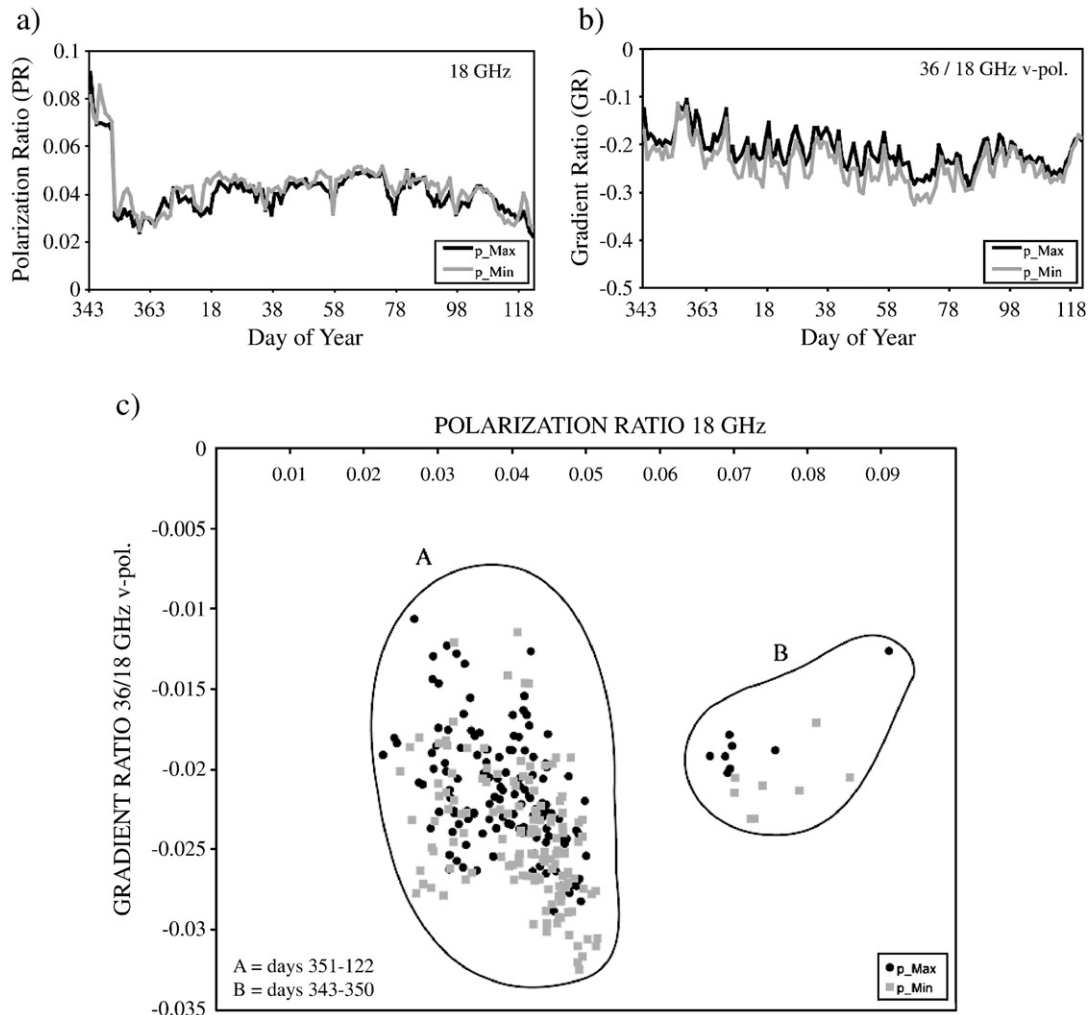 a)
Polarization Ratio (PR)
0.1
0.08
0.06
0.04
0.02
0
18 GHz
p_Max
p_Min
343 363 18 38 58 78 98 118
Day of Year
b)
Gradient Ratio (GR)
0
-0.1
-0.2
-0.3
-0.4
-0.5
36 / 18 GHz v-pol.
p_Max
p_Min
343 363 18 38 58 78 98 118
Day of Year
c)
POLARIZATION RATIO 18 GHz
0.01 0.02 0.03 0.04 0.05 0.06 0.07 0.08 0.09
GRADIENT RATIO 36/18 GHz v-pol.
0
-0.005
-0.01
-0.015
-0.02
-0.025
-0.03
-0.035
A
B
A = days 351-122
B = days 343-350
p_Max
p_Min